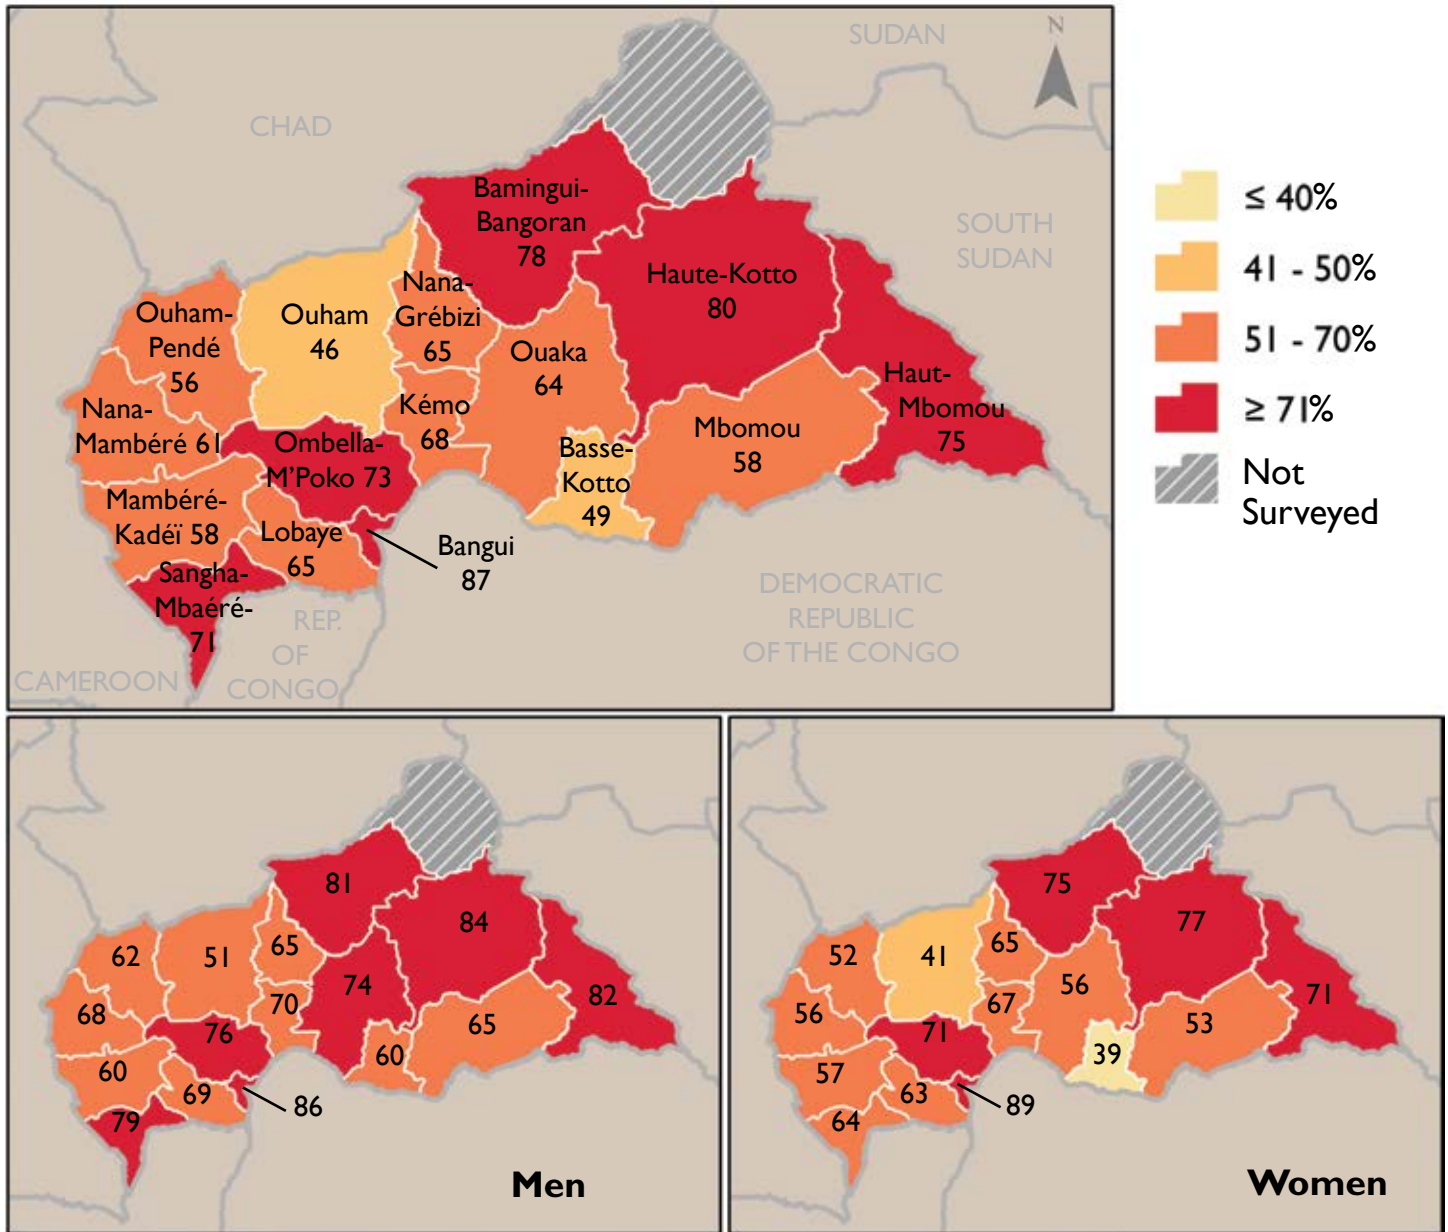 N
SUDAN
CHAD
SOUTH
SUDAN
Bamingui-
Bangoran
78
Haute-Kotto
80
Nana-
Grébizi
65
Ouham-
Pendé
56
Ouham
46
Ouaka
64
Haut-
Mbomou
75
Nana-
Mambéré 61
Kémo
68
Ombella-
M'Poko 73
Basse-
Kotto
49
Mbomou
58
Mambéré-
Kadéï 58
Lobaye
65
Bangui
87
Sangha-
Mbaéré-
71
DEMOCRATIC
REPUBLIC
OF THE CONGO
REP.
OF
CONGO
CAMEROON
≤ 40%
41 - 50%
51 - 70%
≥ 71%
Not
Surveyed
81
84
62
51
65
74
82
68
70
76
65
60
60
69
86
79
Men
75
77
52
41
65
56
71
56
67
71
53
39
57
63
89
64
Women